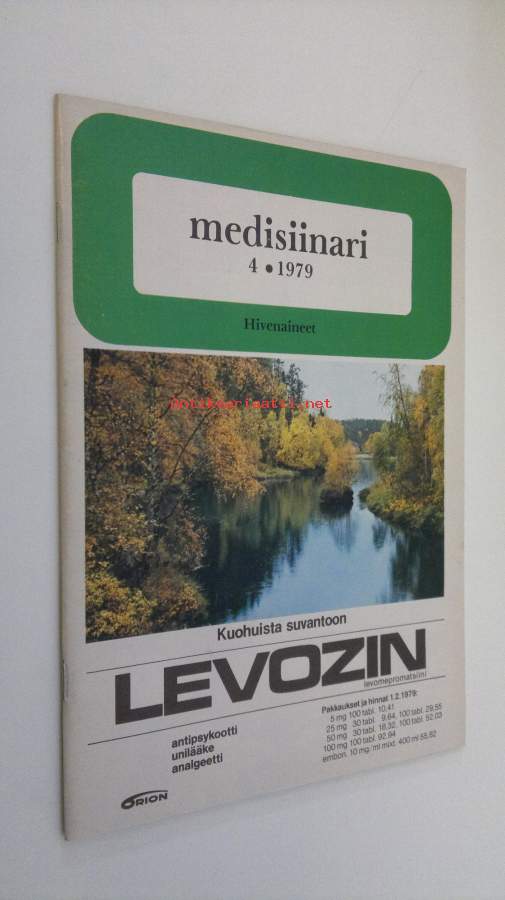 medisiinari
4 • 1979
Hivenaineet
antikvariaatti.net
Kuohuista suvantoon
LEVOZIN
levomepromatsiini
antipsykootti
unilääke
analgeetti
Pakkaukset ja hinnat 1.2.1979:
5 mg 100 tabl. 10,41
25 mg 30 tabl. 9,64, 100 tabl. 29,55
50 mg 30 tabl. 18,32, 100 tabl. 52,03
100 mg 100 tabl. 92,94
embon. 10 mg/ml mixt. 400 ml 55,62
ORION